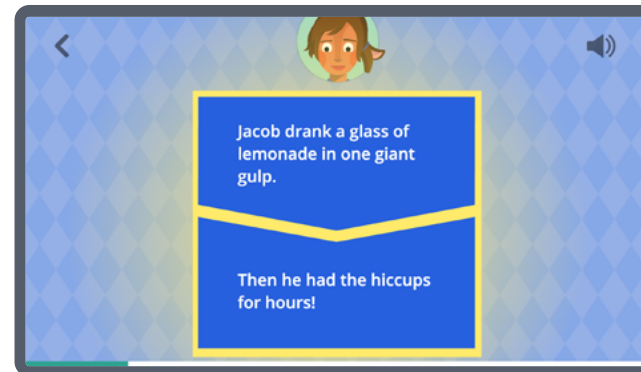 Jacob drank a glass of
lemonade in one giant
gulp.
Then he had the hiccups
for hours!